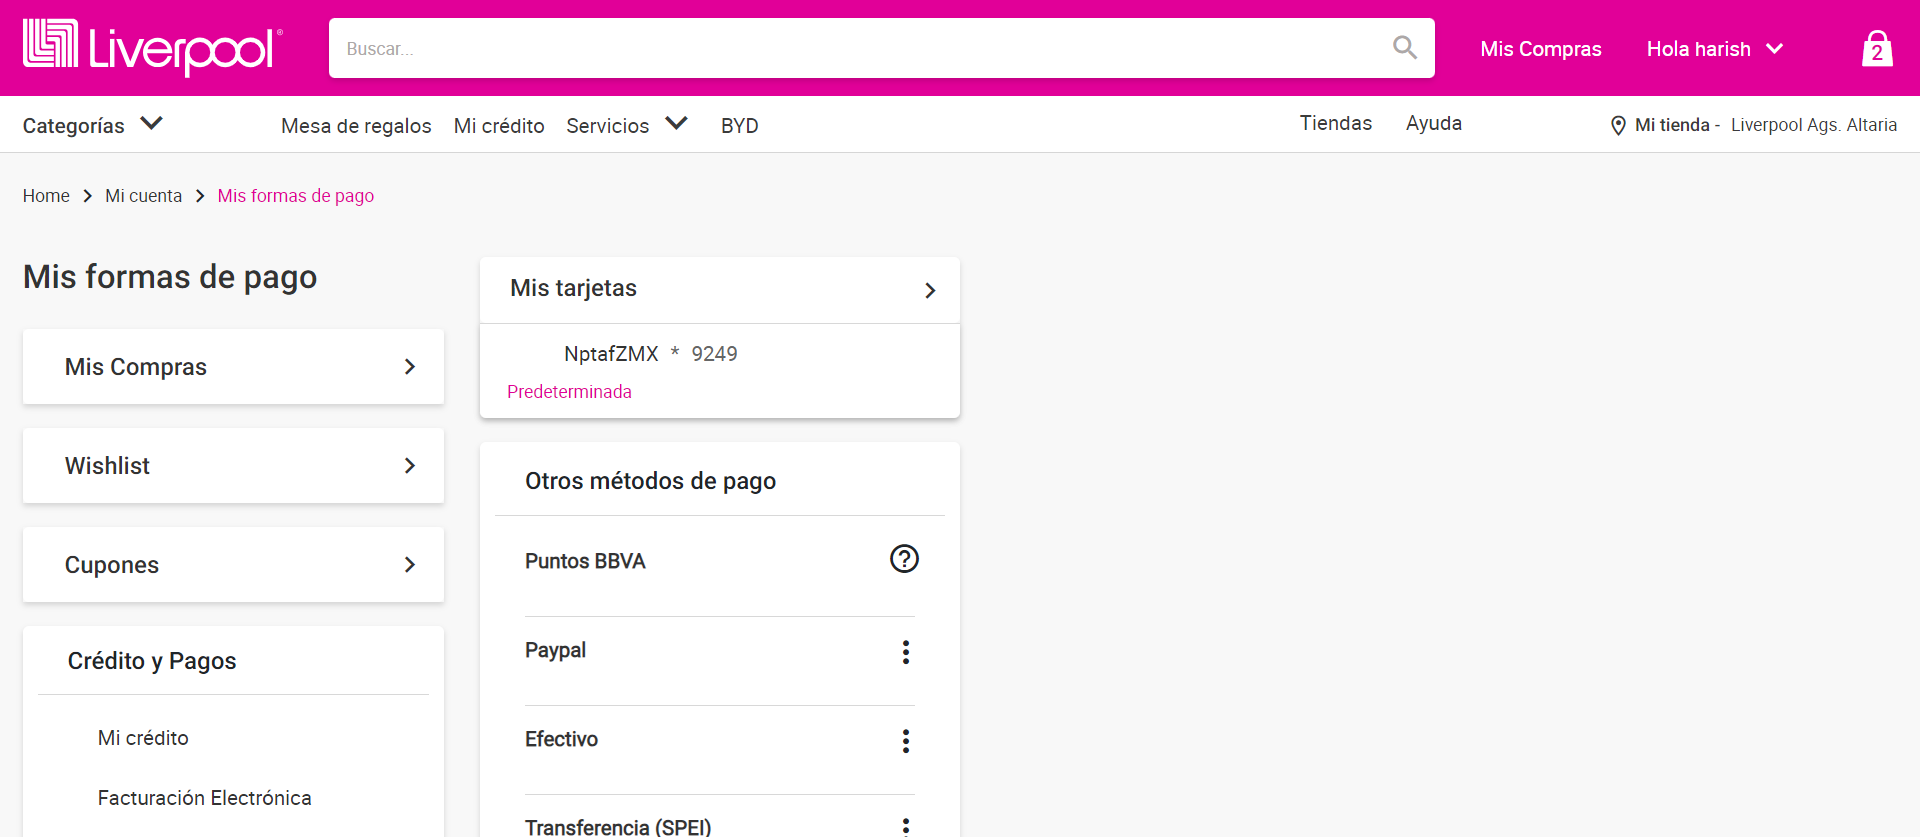 Liverpool®
Buscar...
Mis Compras
Hola harish
2
Categorías
Mesa de regalos
Mi crédito
Servicios
BYD
Tiendas
Ayuda
Mi tienda - Liverpool Ags. Altaria
Home > Mi cuenta > Mis formas de pago
Mis formas de pago
Mis Compras
Wishlist
Cupones
Crédito y Pagos
Mi crédito
Facturación Electrónica
Mis tarjetas
NptafZMX * 9249
Predeterminada
Otros métodos de pago
Puntos BBVA
Paypal
Efectivo
Transferencia (SPEI)